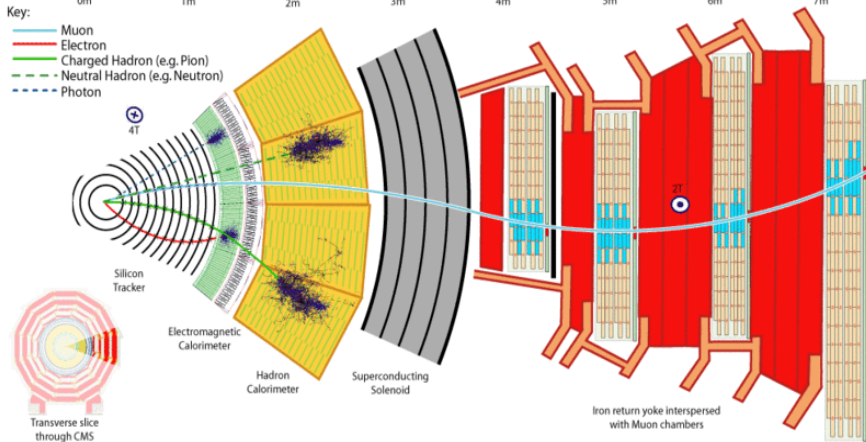 0m 1m 2m 3m 4m 5m 6m 7m
Key:
Muon
Electron
Charged Hadron (e.g. Pion)
Neutral Hadron (e.g. Neutron)
Photon
4T
2T
Silicon
Tracker
Electromagnetic
Calorimeter
Hadron
Calorimeter
Superconducting
Solenoid
Iron return yoke interspersed
with Muon chambers
Transverse slice
through CMS